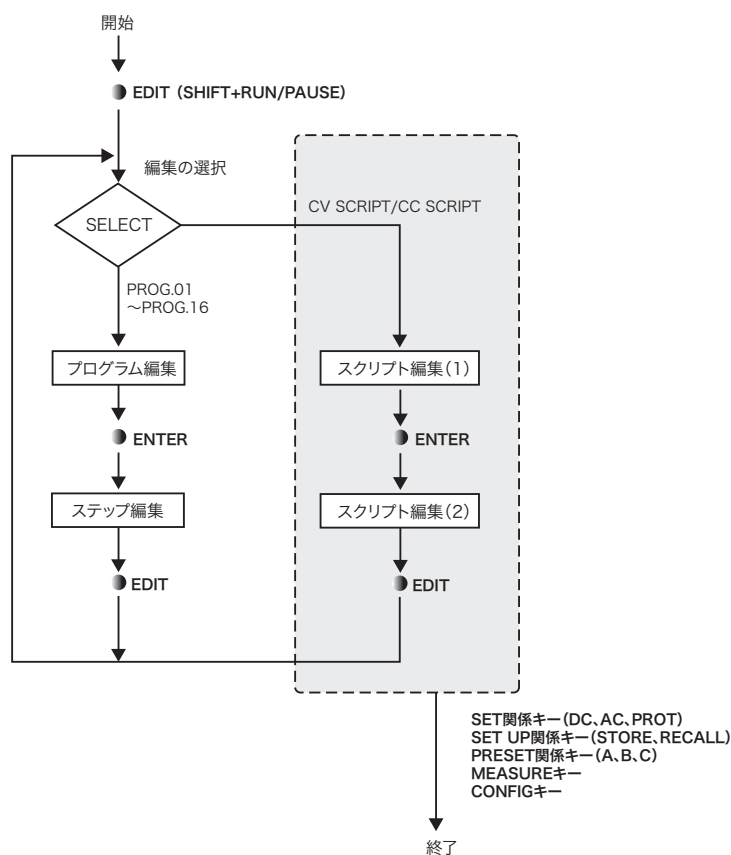 開始
EDIT (SHIFT+RUN/PAUSE)
編集の選択
SELECT
CV SCRIPT/CC SCRIPT
PROG.01
~PROG.16
プログラム編集
スクリプト編集(1)
ENTER
ENTER
ステップ編集
スクリプト編集(2)
EDIT
EDIT
SET関係キー(DC、AC、PROT)
SET UP関係キー(STORE、RECALL)
PRESET関係キー(A、B、C)
MEASUREキー
CONFIGキー
終了